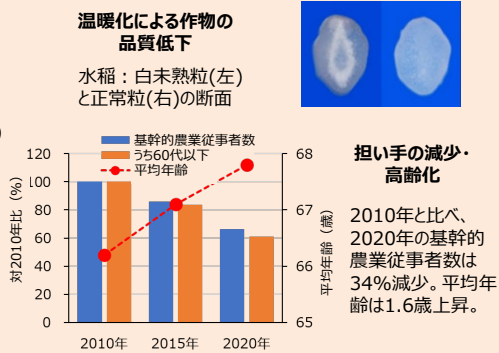 温暖化による作物の
品質低下
水稲：白未熟粒(左)
と正常粒(右)の断面
)
基幹的農業従事者数
うち60代以下
平均年齢
対2010年比（%）
120
100
80
60
40
20
0
2010年 2015年 2020年
68
67
66
65
平均年齢（歳）
担い手の減少・
高齢化
2010年と比べ、
2020年の基幹的
農業従事者数は
34%減少。平均年
齢は1.6歳上昇。